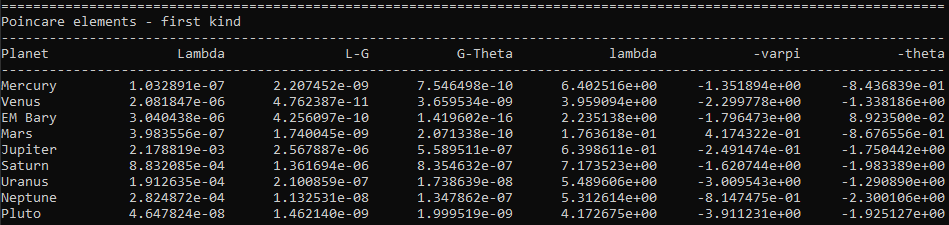 Poincare elements - first kind
Planet Lambda L-G G-Theta lambda -varpi -theta
Mercury 1.032891e-07 2.207452e-09 7.546498e-10 6.402516e+00 -1.351894e+00 -8.436839e-01
Venus 2.081847e-06 4.762387e-11 3.659534e-09 3.959094e+00 -2.299778e+00 -1.338186e+00
EM Bary 3.040438e-06 4.256097e-10 1.419602e-16 2.235138e+00 -1.796473e+00 8.923500e-02
Mars 3.983556e-07 1.740045e-09 2.071338e-10 1.763618e-01 4.174322e-01 -8.676556e-01
Jupiter 2.178819e-03 2.567887e-06 5.589511e-07 6.398611e-01 -2.491474e-01 -1.750442e+00
Saturn 8.832085e-04 1.361694e-06 8.354632e-07 7.173523e+00 -1.620744e+00 -1.983389e+00
Uranus 1.912635e-04 2.100859e-07 1.738639e-08 5.489606e+00 -3.009543e+00 -1.290890e+00
Neptune 2.824872e-04 1.132531e-08 1.347862e-07 5.312614e+00 -8.147475e-01 -2.300106e+00
Pluto 4.647824e-08 1.462140e-09 1.999519e-09 4.172675e+00 -3.911231e+00 -1.925127e+00